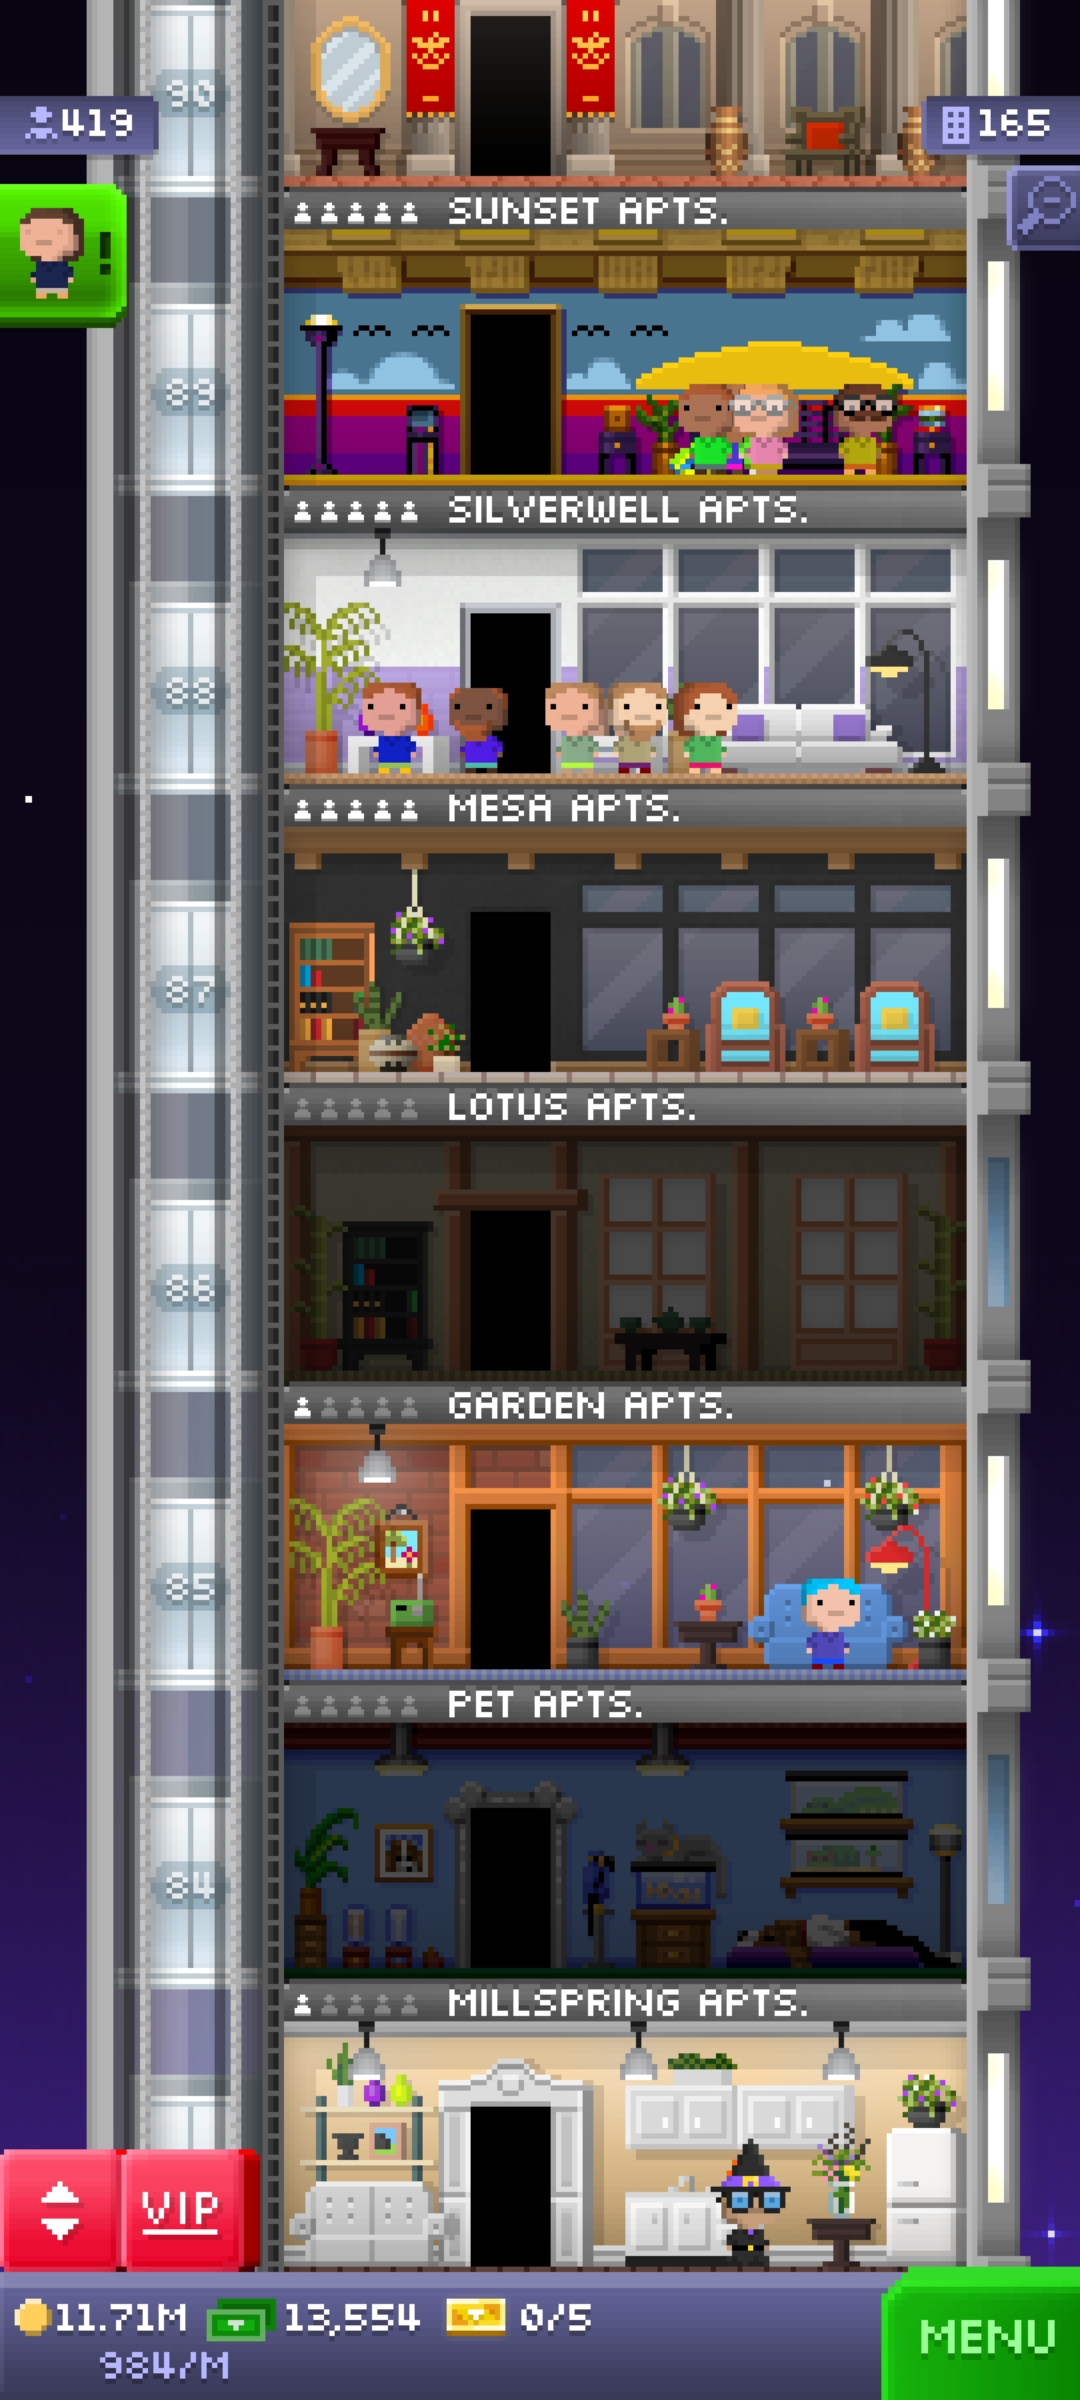 90
419
165
!
SUNSET APTS.
89
SILVERWELL APTS.
88
MESA APTS.
87
LOTUS APTS.
86
GARDEN APTS.
85
PET APTS.
84
MILLSPRING APTS.
VIP
11.71M 13,554 0/5
984/M
MENU